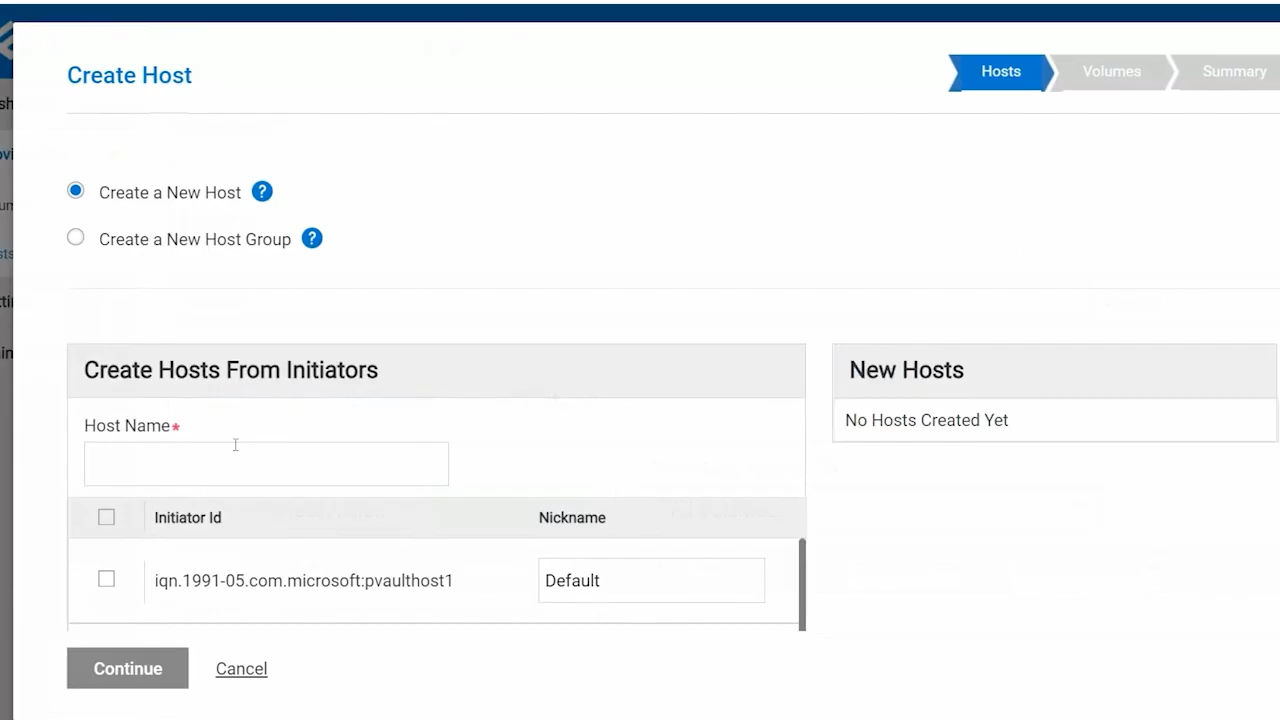 Create Host
Hosts
Volumes
Summary
Create a New Host ?
Create a New Host Group ?
Create Hosts From Initiators
New Hosts
Host Name*
No Hosts Created Yet
Initiator Id
Nickname
iqn.1991-05.com.microsoft:pvaulthost1
Default
Continue
Cancel